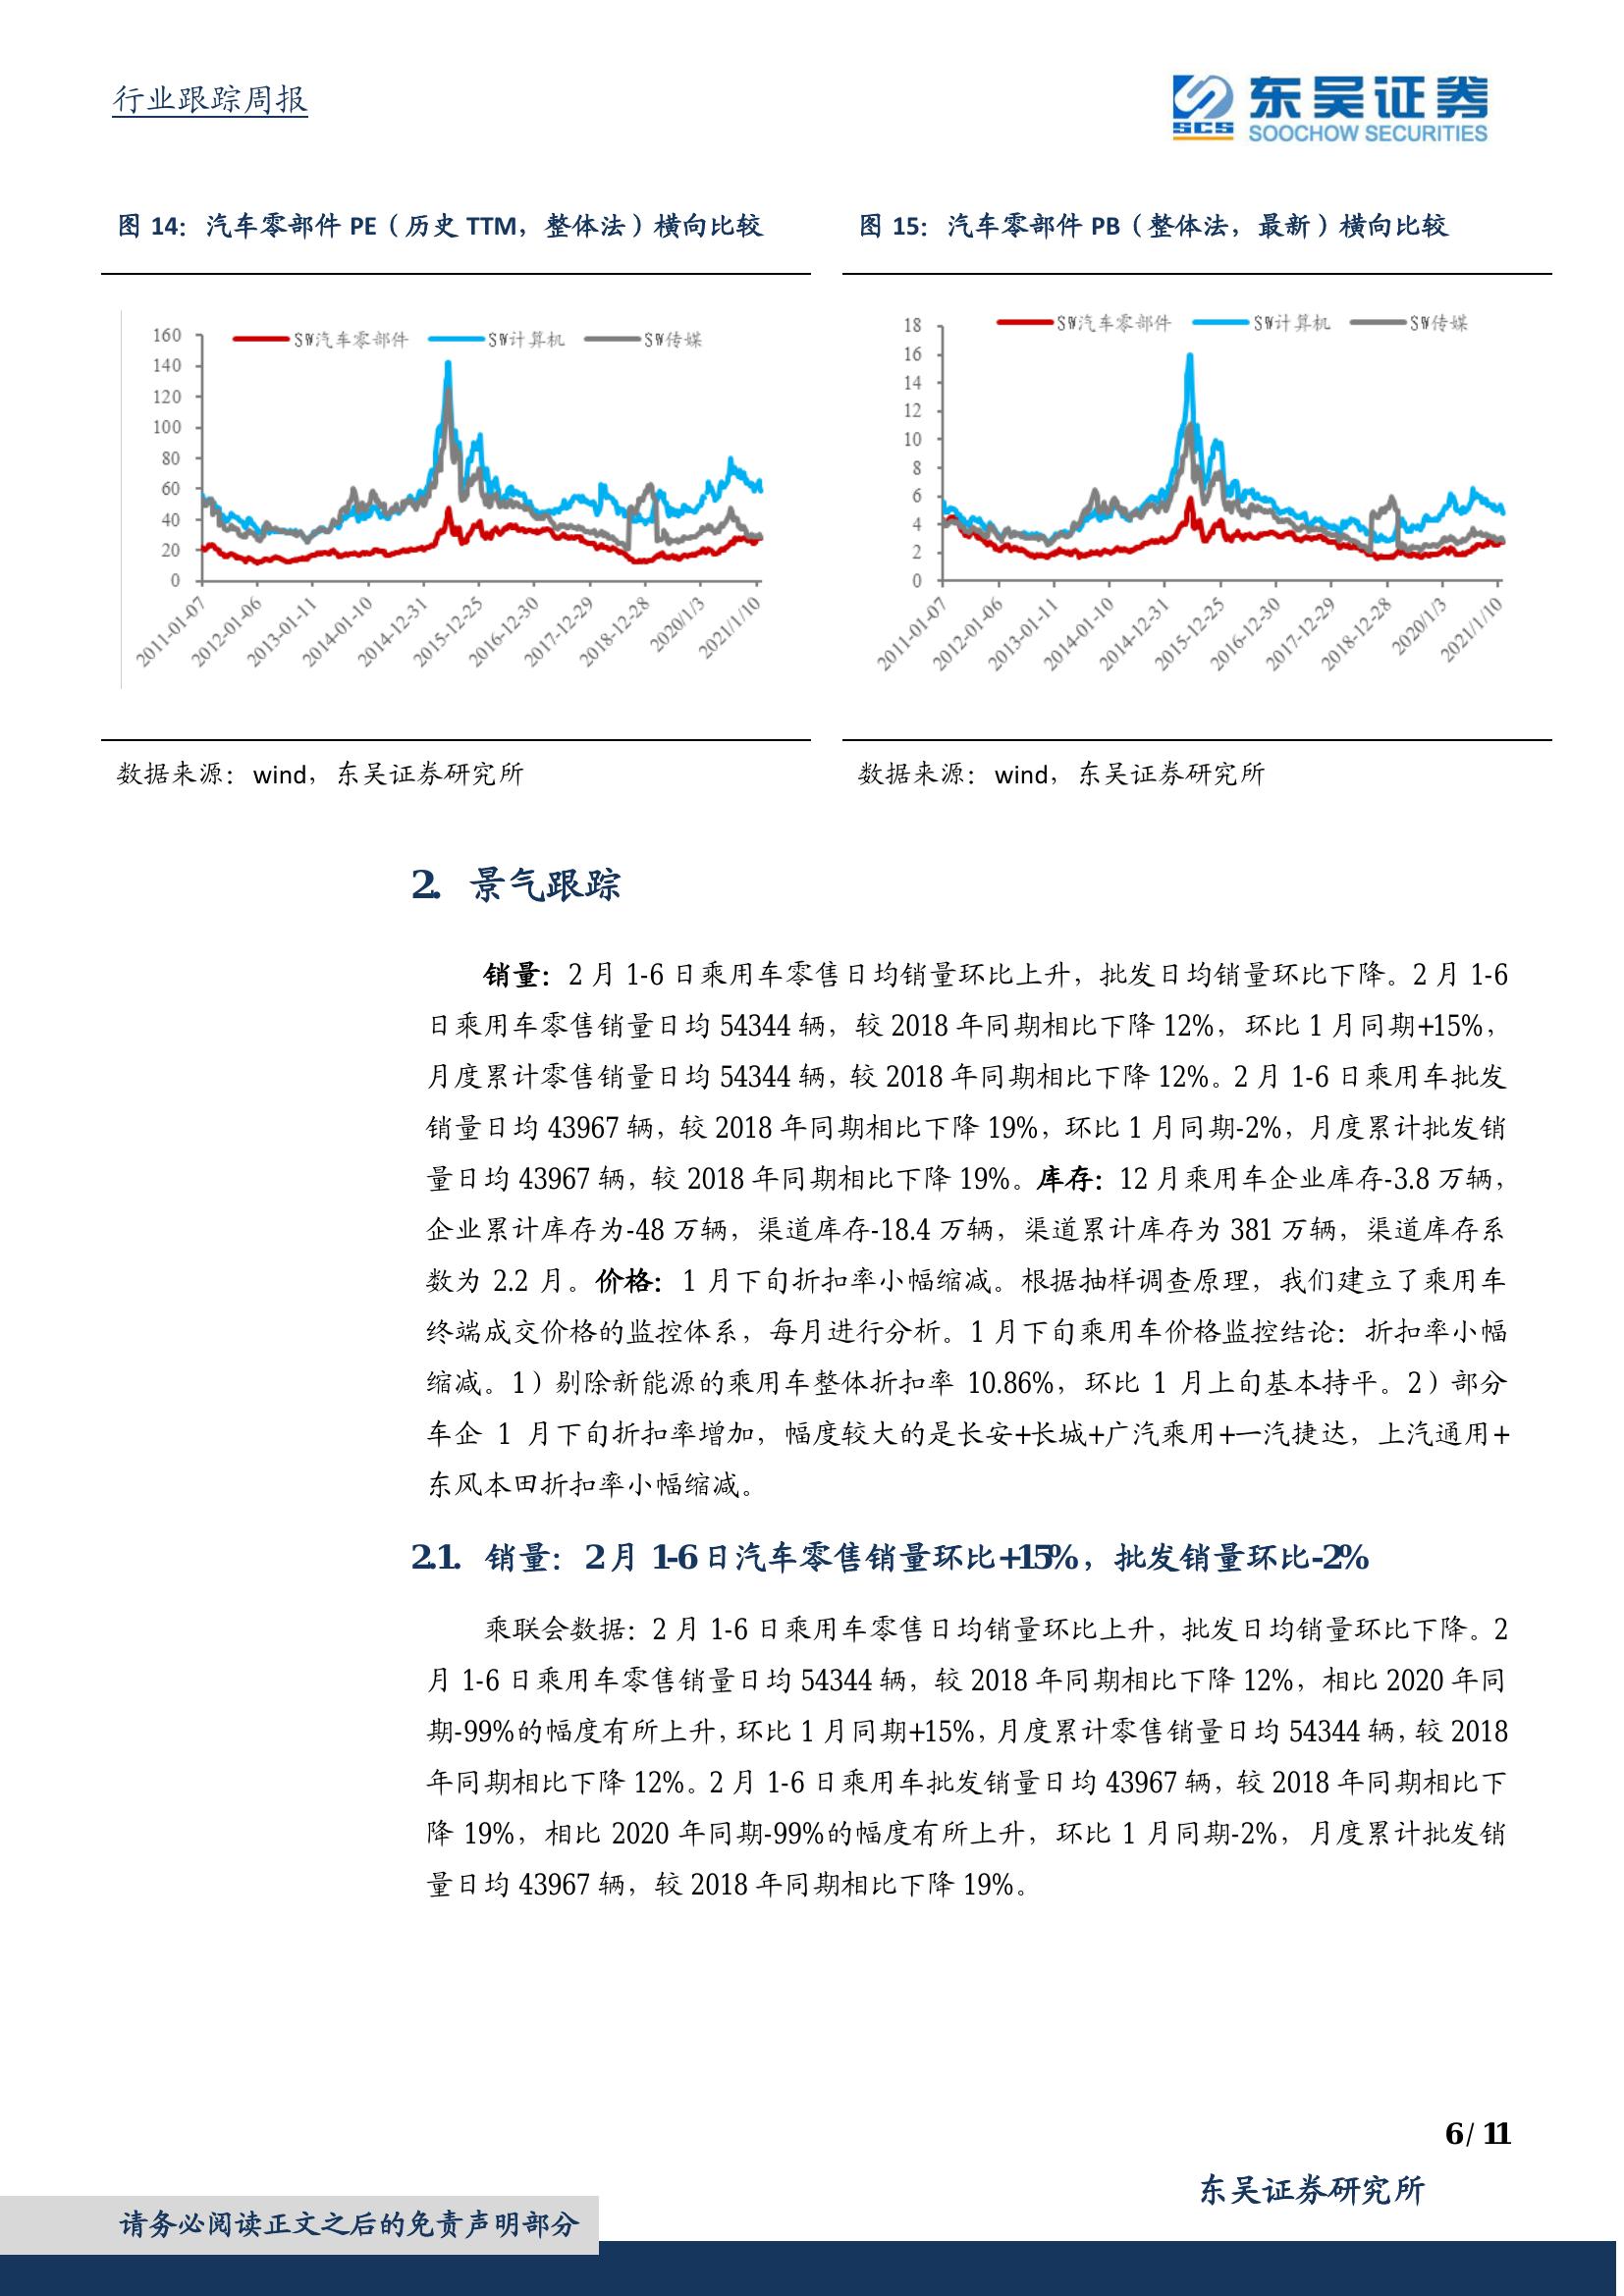 行业跟踪周报
东吴证券
SCS
SOOCHOW SECURITIES
图 14：汽车零部件 PE（历史 TTM，整体法）横向比较
SW汽车零部件 SW计算机 SW传媒
160
140
120
100
80
60
40
20
0
2011-01-07 2012-01-06 2013-01-11 2014-01-10 2014-12-31 2015-12-25 2016-12-30 2017-12-29 2018-12-28 2020/1/3 2021/1/10
数据来源：wind，东吴证券研究所
图 15：汽车零部件 PB（整体法，最新）横向比较
SW汽车零部件 SW计算机 SW传媒
18
16
14
12
10
8
6
4
2
0
2011-01-07 2012-01-06 2013-01-11 2014-01-10 2014-12-31 2015-12-25 2016-12-30 2017-12-29 2018-12-28 2020/1/3 2021/1/10
数据来源：wind，东吴证券研究所
2. 景气跟踪
销量：2 月 1-6 日乘用车零售日均销量环比上升，批发日均销量环比下降。2 月 1-6
日乘用车零售销量日均 54344 辆，较 2018 年同期相比下降 12%，环比 1 月同期+15%，
月度累计零售销量日均 54344 辆，较 2018 年同期相比下降 12%。2 月 1-6 日乘用车批发
销量日均 43967 辆，较 2018 年同期相比下降 19%，环比 1 月同期-2%，月度累计批发销
量日均 43967 辆，较 2018 年同期相比下降 19%。库存：12 月乘用车企业库存-3.8 万辆，
企业累计库存为-48 万辆，渠道库存-18.4 万辆，渠道累计库存为 381 万辆，渠道库存系
数为 2.2 月。价格：1 月下旬折扣率小幅缩减。根据抽样调查原理，我们建立了乘用车
终端成交价格的监控体系，每月进行分析。1 月下旬乘用车价格监控结论：折扣率小幅
缩减。1）剔除新能源的乘用车整体折扣率 10.86%，环比 1 月上旬基本持平。2）部分
车企 1 月下旬折扣率增加，幅度较大的是长安+长城+广汽乘用+一汽捷达，上汽通用+
东风本田折扣率小幅缩减。
2.1. 销量：2 月 1-6 日汽车零售销量环比+15%，批发销量环比-2%
乘联会数据：2 月 1-6 日乘用车零售日均销量环比上升，批发日均销量环比下降。2
月 1-6 日乘用车零售销量日均 54344 辆，较 2018 年同期相比下降 12%，相比 2020 年同
期-99%的幅度有所上升，环比 1 月同期+15%，月度累计零售销量日均 54344 辆，较 2018
年同期相比下降 12%。2 月 1-6 日乘用车批发销量日均 43967 辆，较 2018 年同期相比下
降 19%，相比 2020 年同期-99%的幅度有所上升，环比 1 月同期-2%，月度累计批发销
量日均 43967 辆，较 2018 年同期相比下降 19%。
6 / 11
东吴证券研究所
请务必阅读正文之后的免责声明部分